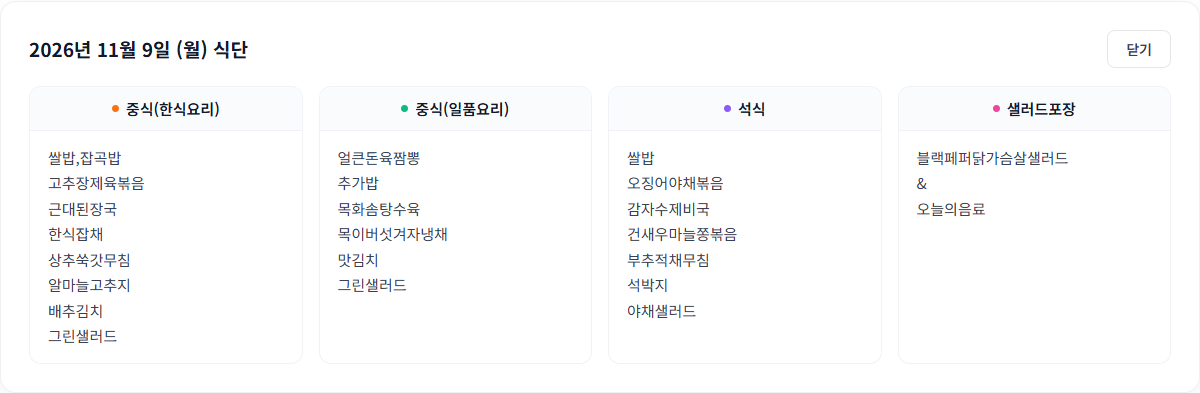 2026년 11월 9일 (월) 식단
닫기
중식(한식요리)
쌀밥,잡곡밥
고추장제육볶음
근대된장국
한식잡채
상추쑥갓무침
알마늘고추지
배추김치
그린샐러드
중식(일품요리)
얼큰돈육짬뽕
추가밥
목화솜탕수육
목이버섯겨자냉채
맛김치
그린샐러드
석식
쌀밥
오징어야채볶음
감자수제비국
건새우마늘쫑볶음
부추적채무침
석박지
야채샐러드
샐러드포장
블랙페퍼닭가슴살샐러드
&
오늘의음료